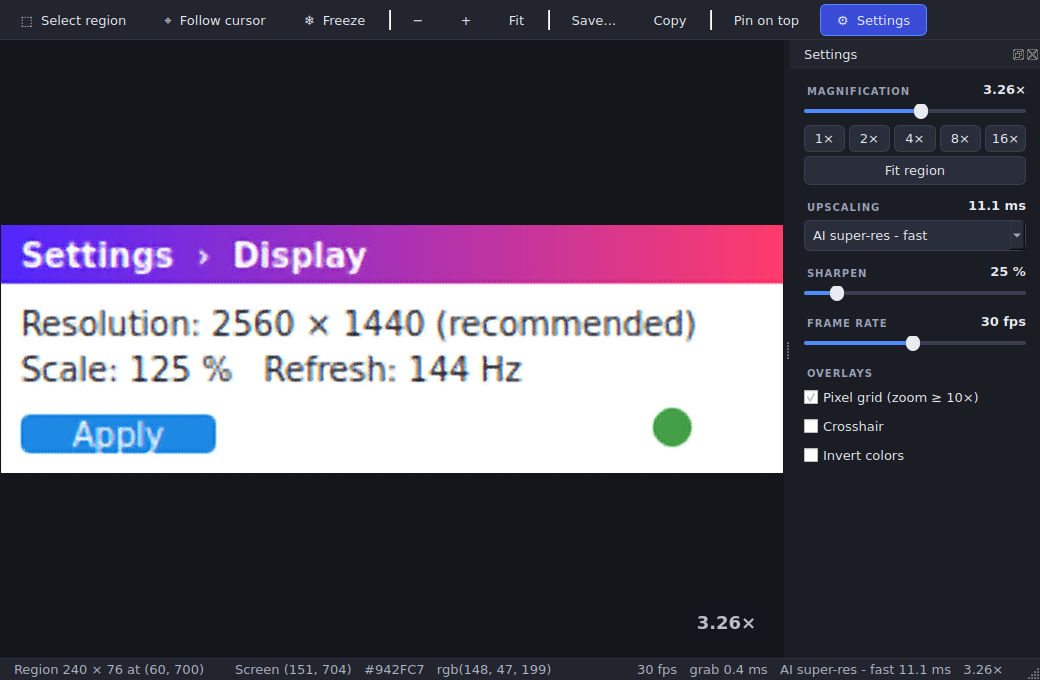 Select region Follow cursor Freeze − + Fit Save... Copy Pin on top Settings
Settings
MAGNIFICATION 3.26×
1× 2× 4× 8× 16×
Fit region
UPSCALING 11.1 ms
AI super-res - fast
SHARPEN 25 %
FRAME RATE 30 fps
OVERLAYS
Pixel grid (zoom ≥ 10×)
Crosshair
Invert colors
Settings › Display
Resolution: 2560 × 1440 (recommended)
Scale: 125 % Refresh: 144 Hz
Apply
3.26×
Region 240 × 76 at (60, 700) Screen (151, 704) #942FC7 rgb(148, 47, 199) 30 fps grab 0.4 ms AI super-res - fast 11.1 ms 3.26×